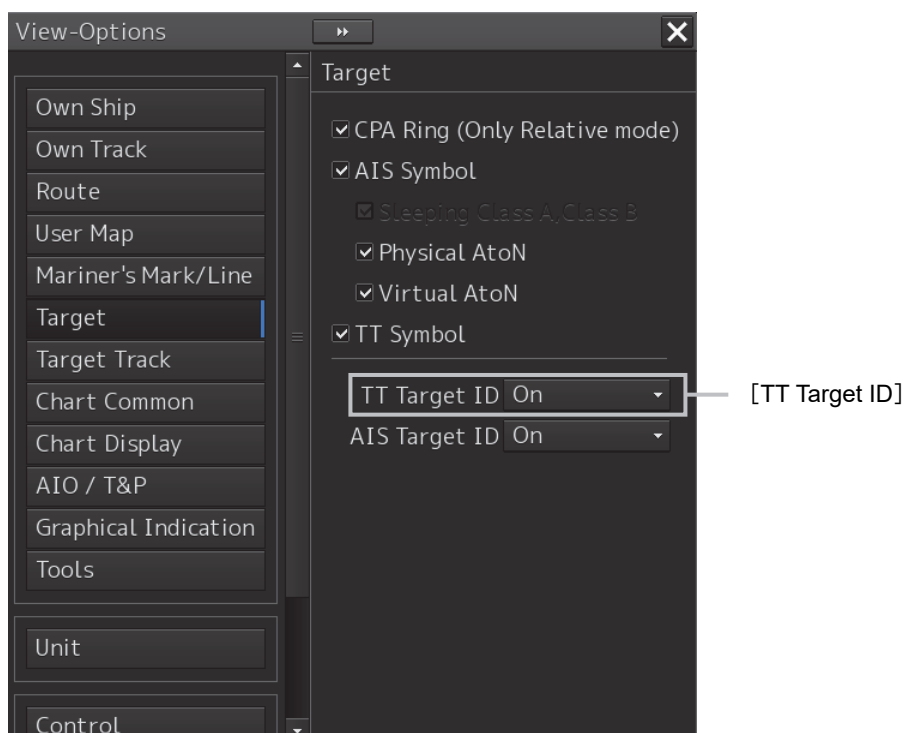 View-Options
Target
Own Ship
Own Track
Route
User Map
Mariner's Mark/Line
Target
Target Track
Chart Common
Chart Display
AIO / T&P
Graphical Indication
Tools
Unit
Control
CPA Ring (Only Relative mode)
AIS Symbol
Sleeping Class A,Class B
Physical AtoN
Virtual AtoN
TT Symbol
TT Target ID On
AIS Target ID On
[TT Target ID]